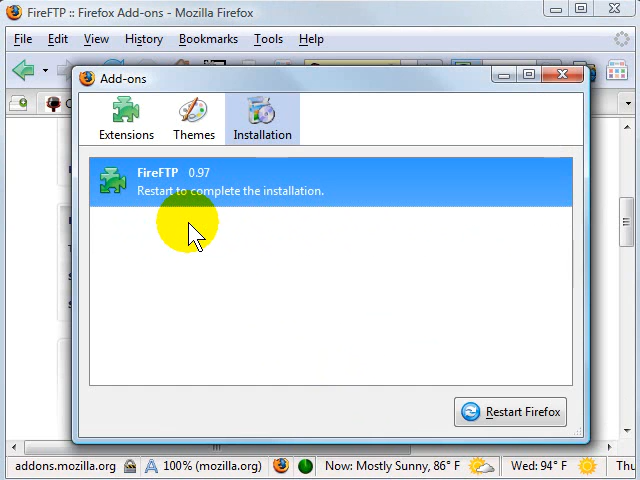 FireFTP :: Firefox Add-ons - Mozilla Firefox
File Edit View History Bookmarks Tools Help
Add-ons
Extensions Themes Installation
FireFTP 0.97
Restart to complete the installation.
Restart Firefox
addons.mozilla.org 100% (mozilla.org) Now: Mostly Sunny, 86° F Wed: 94° F Thu